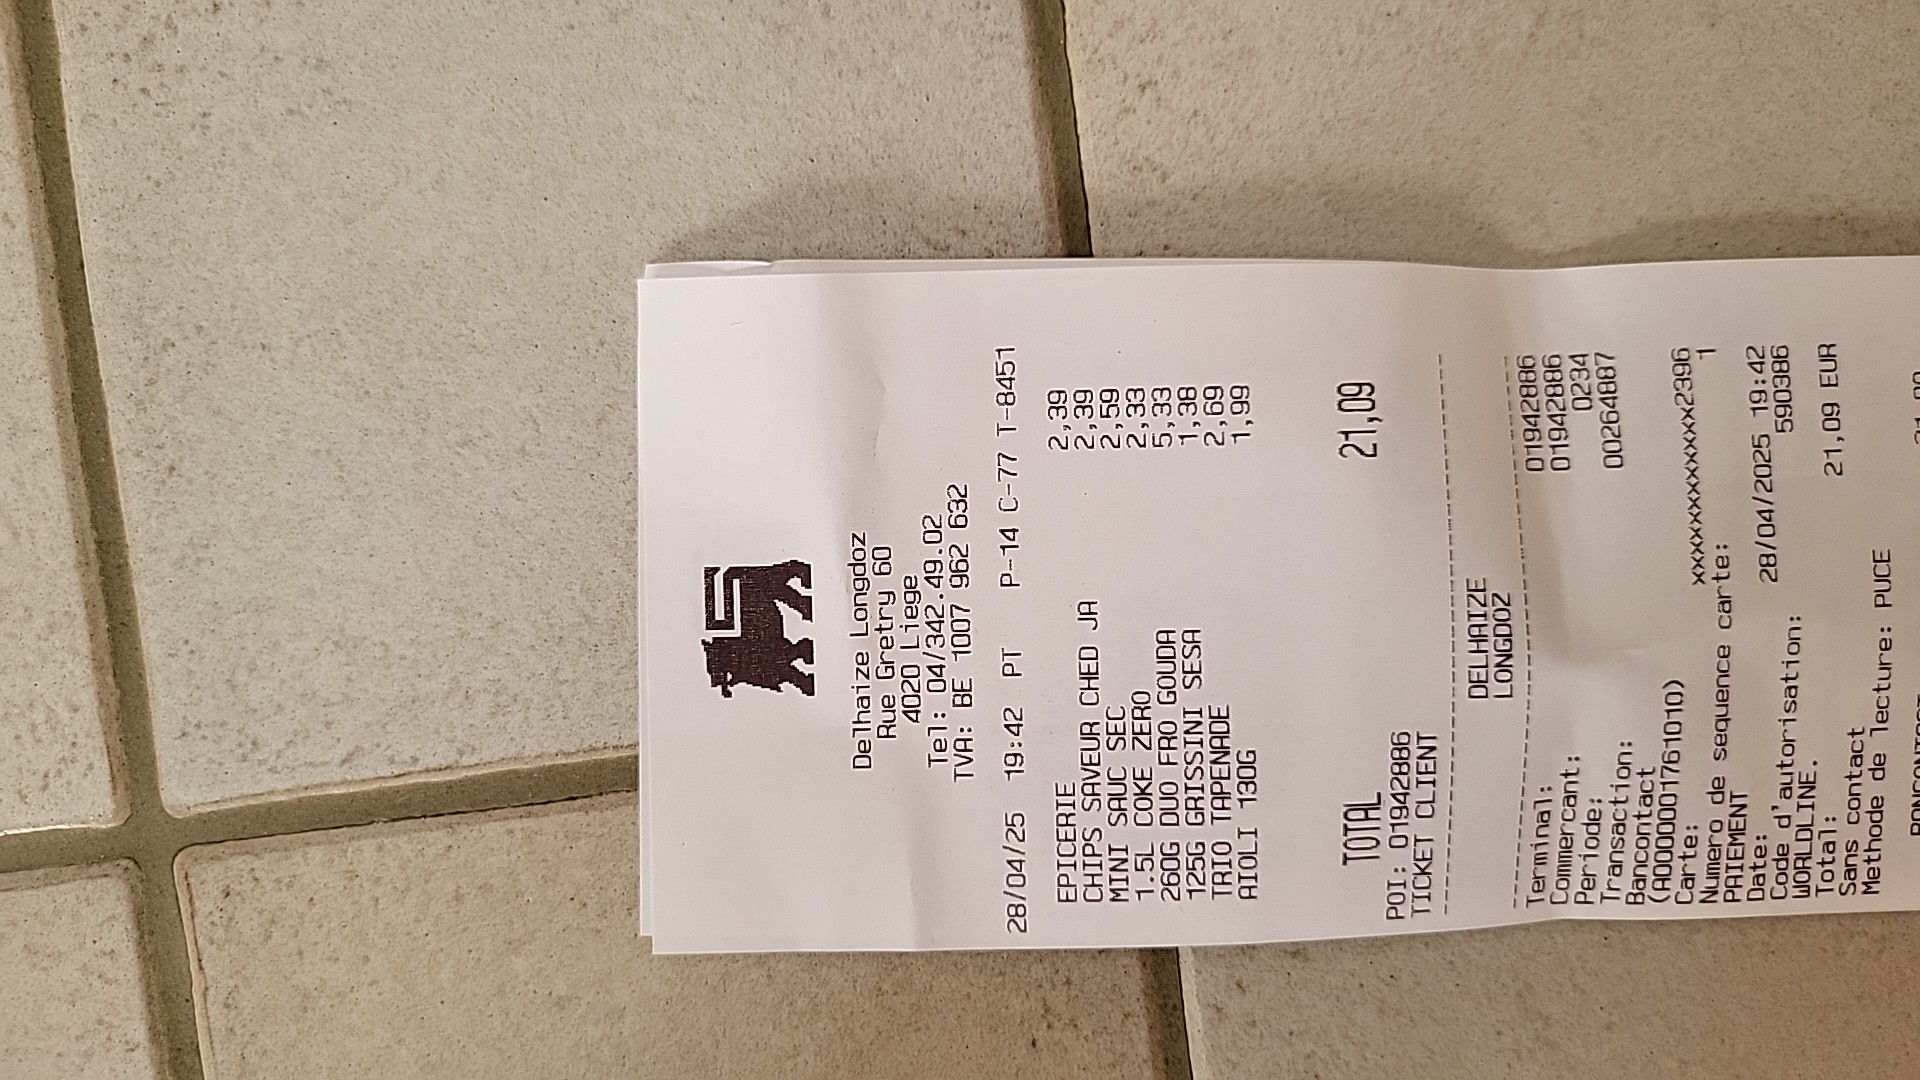 Delhaize Longdoz
Rue Gretry 60
4020 Liege
Tel: 04/342.49.02
TVA: BE 1007 962 632
28/04/25 19:42 PT P-14 C-77 T-8451
EPICERIE 2,39
CHIPS SAVEUR CHED JA 2,39
MINI SAUC SEC 2,59
1.5L COKE ZERO 2,33
260G DUO FRO GOUDA 5,33
125G GRISSINI SESA 1,38
TRIO TAPENADE 2,69
AIOLI 130G 1,99
TOTAL 21,09
POI: 01942886
TICKET CLIENT
DELHAIZE
LONGDOZ
Terminal: 01942886
Commercant: 01942886
Periode: 0234
Transaction: 00264887
Bancontact
(A0000001761010)
Carte: xxxxxxxxxxxxx2396
Numero de sequence carte: 1
PAIEMENT
Date: 28/04/2025 19:42
Code d'autorisation: 590386
WORLDLINE.
Total: 21,09 EUR
Sans contact
Methode de lecture: PUCE